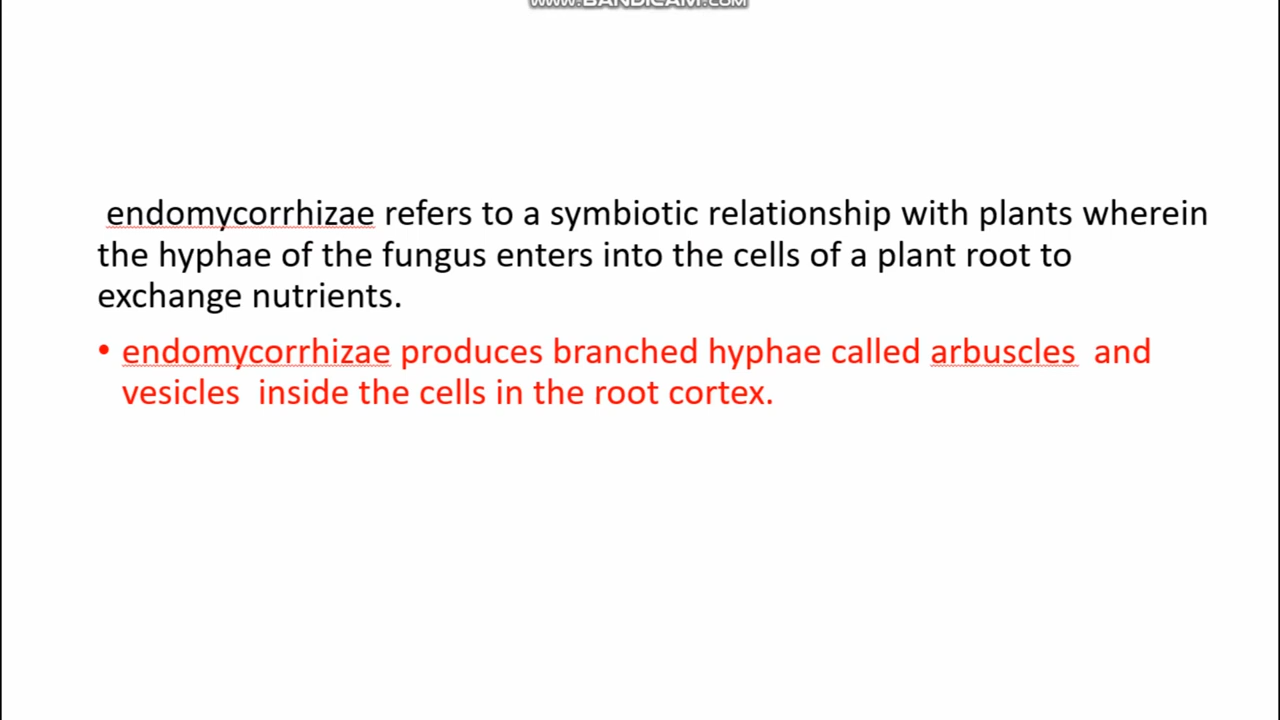 www.BANDICAM.COM
endomycorrhizae refers to a symbiotic relationship with plants wherein
the hyphae of the fungus enters into the cells of a plant root to
exchange nutrients.
• endomycorrhizae produces branched hyphae called arbuscles and
vesicles inside the cells in the root cortex.